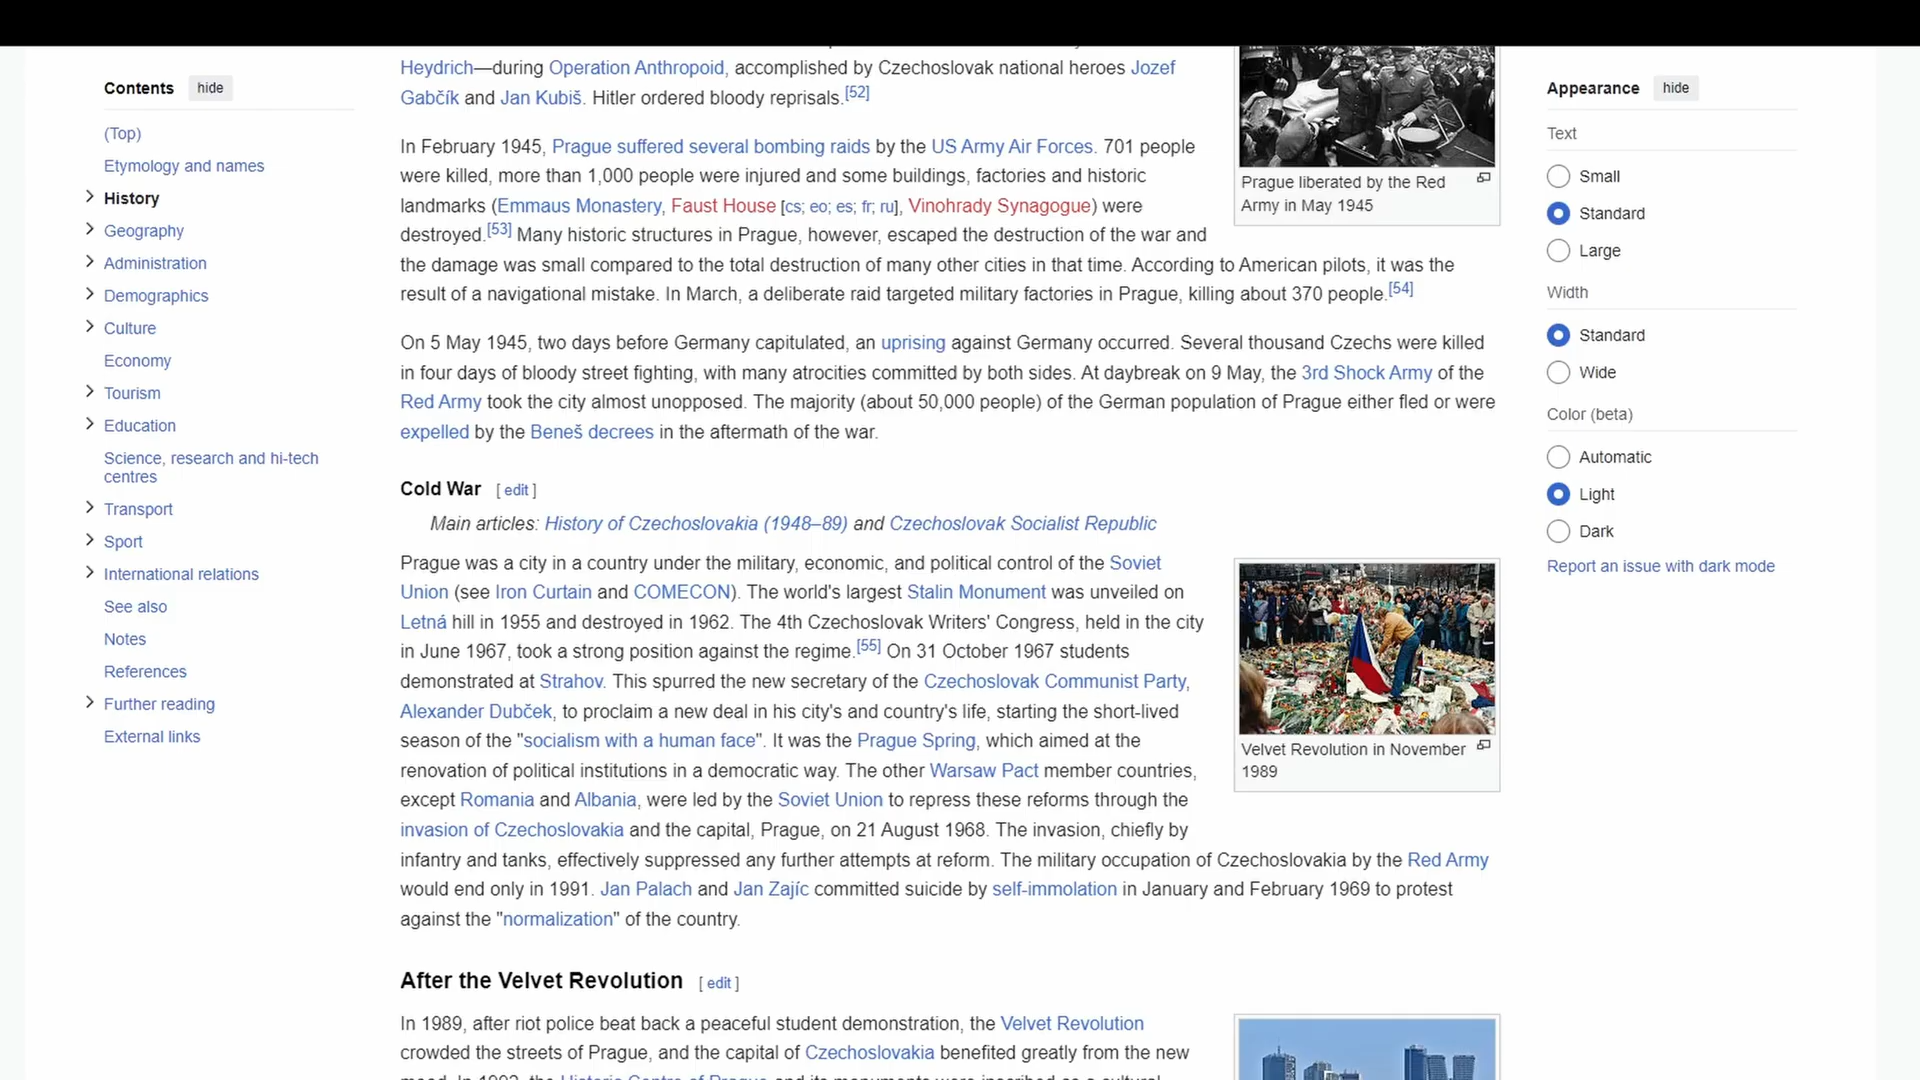 Contents hide
(Top)
Etymology and names
History
Geography
Administration
Demographics
Culture
Economy
Tourism
Education
Science, research and hi-tech
centres
Transport
Sport
International relations
See also
Notes
References
Further reading
External links
Heydrich—during Operation Anthropoid, accomplished by Czechoslovak national heroes Jozef
Gabčík and Jan Kubiš. Hitler ordered bloody reprisals.[52]
In February 1945, Prague suffered several bombing raids by the US Army Air Forces. 701 people
were killed, more than 1,000 people were injured and some buildings, factories and historic
landmarks (Emmaus Monastery, Faust House [cs; eo; es; fr; ru], Vinohrady Synagogue) were
destroyed.[53] Many historic structures in Prague, however, escaped the destruction of the war and
the damage was small compared to the total destruction of many other cities in that time. According to American pilots, it was the
result of a navigational mistake. In March, a deliberate raid targeted military factories in Prague, killing about 370 people.[54]
On 5 May 1945, two days before Germany capitulated, an uprising against Germany occurred. Several thousand Czechs were killed
in four days of bloody street fighting, with many atrocities committed by both sides. At daybreak on 9 May, the 3rd Shock Army of the
Red Army took the city almost unopposed. The majority (about 50,000 people) of the German population of Prague either fled or were
expelled by the Beneš decrees in the aftermath of the war.
Prague liberated by the Red
Army in May 1945
Cold War [ edit ]
Main articles: History of Czechoslovakia (1948–89) and Czechoslovak Socialist Republic
Prague was a city in a country under the military, economic, and political control of the Soviet
Union (see Iron Curtain and COMECON). The world's largest Stalin Monument was unveiled on
Letná hill in 1955 and destroyed in 1962. The 4th Czechoslovak Writers' Congress, held in the city
in June 1967, took a strong position against the regime.[55] On 31 October 1967 students
demonstrated at Strahov. This spurred the new secretary of the Czechoslovak Communist Party,
Alexander Dubček, to proclaim a new deal in his city's and country's life, starting the short-lived
season of the "socialism with a human face". It was the Prague Spring, which aimed at the
renovation of political institutions in a democratic way. The other Warsaw Pact member countries,
except Romania and Albania, were led by the Soviet Union to repress these reforms through the
invasion of Czechoslovakia and the capital, Prague, on 21 August 1968. The invasion, chiefly by
infantry and tanks, effectively suppressed any further attempts at reform. The military occupation of Czechoslovakia by the Red Army
would end only in 1991. Jan Palach and Jan Zajíc committed suicide by self-immolation in January and February 1969 to protest
against the "normalization" of the country.
Velvet Revolution in November
1989
After the Velvet Revolution [ edit ]
In 1989, after riot police beat back a peaceful student demonstration, the Velvet Revolution
crowded the streets of Prague, and the capital of Czechoslovakia benefited greatly from the new
mood. In 1992, the Historic Centre of Prague and its monuments were inscribed as a cultural
Appearance hide
Text
Small
Standard
Large
Width
Standard
Wide
Color (beta)
Automatic
Light
Dark
Report an issue with dark mode